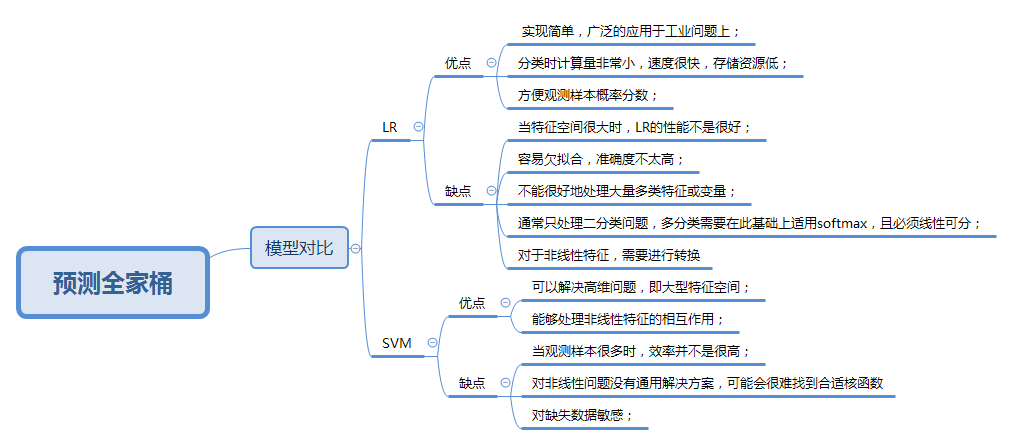 预测全家桶
模型对比
LR
优点
实现简单，广泛的应用于工业问题上；
分类时计算量非常小，速度很快，存储资源低；
方便观测样本概率分数；
缺点
当特征空间很大时，LR的性能不是很好；
容易欠拟合，准确度不太高；
不能很好地处理大量多类特征或变量；
通常只处理二分类问题，多分类需要在此基础上适用softmax，且必须线性可分；
对于非线性特征，需要进行转换
SVM
优点
可以解决高维问题，即大型特征空间；
能够处理非线性特征的相互作用；
缺点
当观测样本很多时，效率并不是很高；
对非线性问题没有通用解决方案，可能会很难找到合适核函数
对缺失数据敏感；